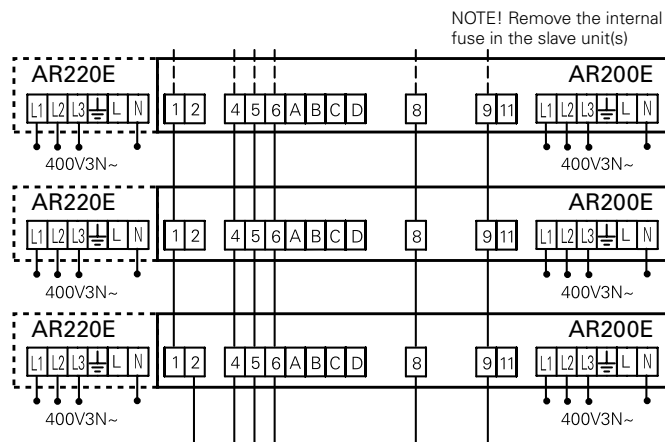 NOTE! Remove the internal
fuse in the slave unit(s)
AR220E AR200E
L1 L2 L3 L N 1 2 4 5 6 A B C D 8 9 11 L1 L2 L3 L N
400V3N~ 400V3N~
AR220E AR200E
L1 L2 L3 L N 1 2 4 5 6 A B C D 8 9 11 L1 L2 L3 L N
400V3N~ 400V3N~
AR220E AR200E
L1 L2 L3 L N 1 2 4 5 6 A B C D 8 9 11 L1 L2 L3 L N
400V3N~ 400V3N~